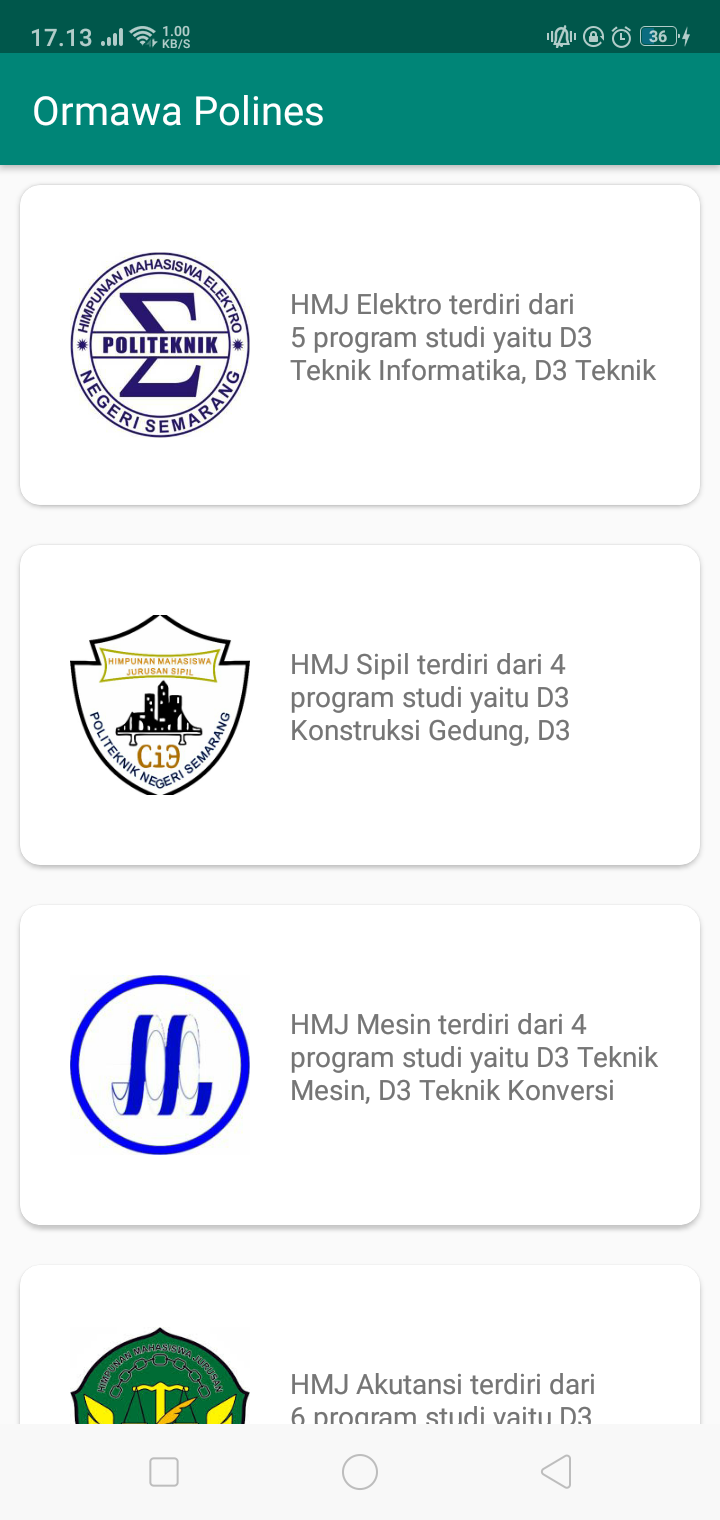 17.13
1.00
KB/S
36
Ormawa Polines
HIMPUNAN MAHASISWA ELEKTRO
POLITEKNIK
NEGERI SEMARANG
HMJ Elektro terdiri dari
5 program studi yaitu D3
Teknik Informatika, D3 Teknik
HIMPUNAN MAHASISWA
JURUSAN SIPIL
POLITEKNIK NEGERI SEMARANG
HMJ Sipil terdiri dari 4
program studi yaitu D3
Konstruksi Gedung, D3
HMJ Mesin terdiri dari 4
program studi yaitu D3 Teknik
Mesin, D3 Teknik Konversi
HIMPUNAN MAHASISWA JURUSAN
HMJ Akutansi terdiri dari
6 program studi yaitu D3